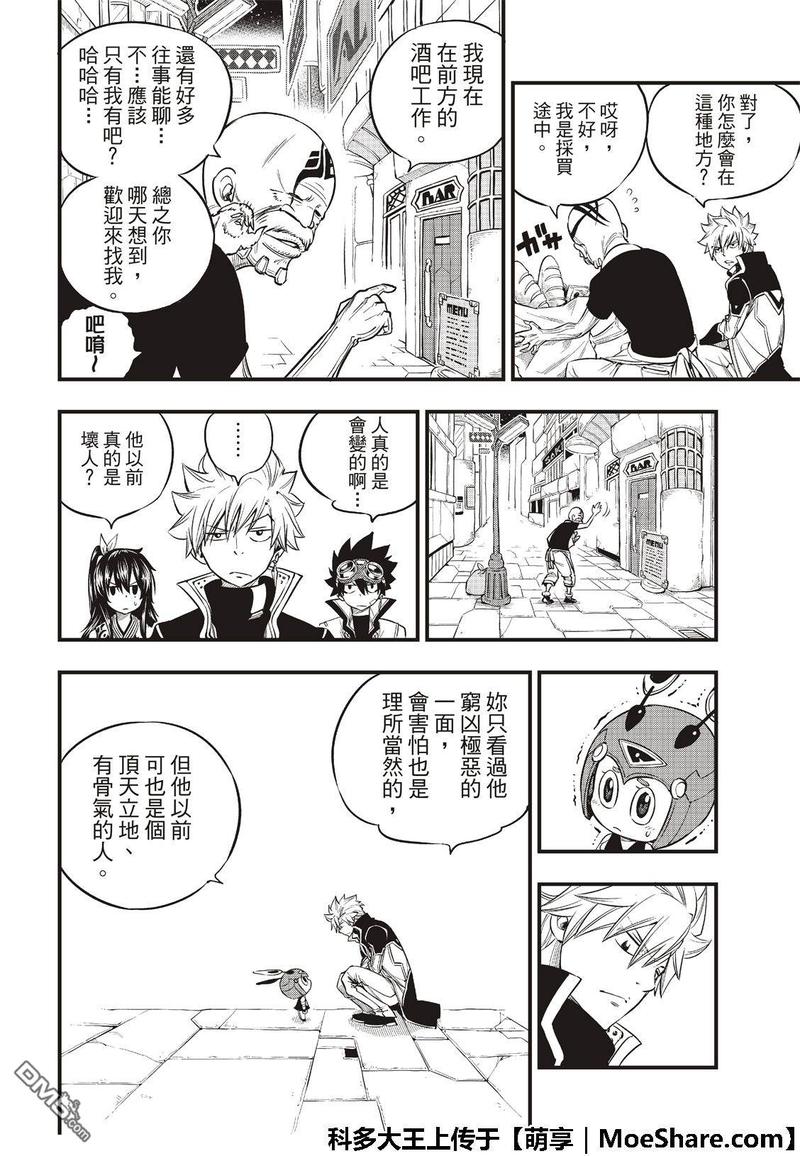 對了,
你怎麼會在
這種地方?
哎呀,
不好,
我是採買
途中。
ガガッ
我現在
在前方的
酒吧工作。
還有好多
往事能聊…
不…應該
只有我有吧?
哈哈哈…
總之你
哪天想到,
歡迎來找我。
吧唷~
BAR
MENU
BAR
MENU
人真的是
會變的啊…
……
他以前
真的是
壞人?
妳只看過他
窮凶極惡的
一面,
會害怕也是
理所當然的,
但他以前
可也是個
頂天立地、
有骨氣的人。
DM5.com
科多大王上传于【萌享】|MoeShare.com